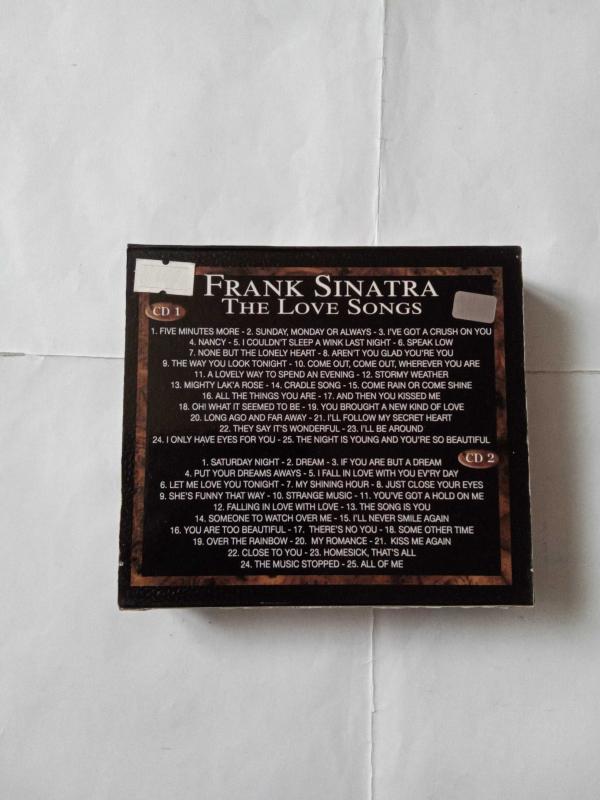 FRANK SINATRA
THE LOVE SONGS
CD 1
1. FIVE MINUTES MORE - 2. SUNDAY, MONDAY OR ALWAYS - 3. I'VE GOT A CRUSH ON YOU
4. NANCY - 5. I COULDN'T SLEEP A WINK LAST NIGHT - 6. SPEAK LOW
7. NONE BUT THE LONELY HEART - 8. AREN'T YOU GLAD YOU'RE YOU
9. THE WAY YOU LOOK TONIGHT - 10. COME OUT, COME OUT, WHEREVER YOU ARE
11. A LOVELY WAY TO SPEND AN EVENING - 12. STORMY WEATHER
13. MIGHTY LAK'A ROSE - 14. CRADLE SONG - 15. COME RAIN OR COME SHINE
16. ALL THE THINGS YOU ARE - 17. AND THEN YOU KISSED ME
18. OH! WHAT IT SEEMED TO BE - 19. YOU BROUGHT A NEW KIND OF LOVE
20. LONG AGO AND FAR AWAY - 21. I'LL FOLLOW MY SECRET HEART
22. THEY SAY IT'S WONDERFUL - 23. I'LL BE AROUND
24. I ONLY HAVE EYES FOR YOU - 25. THE NIGHT IS YOUNG AND YOU'RE SO BEAUTIFUL
CD 2
1. SATURDAY NIGHT - 2. DREAM - 3. IF YOU ARE BUT A DREAM
4. PUT YOUR DREAMS AWAYS - 5. I FALL IN LOVE WITH YOU EV'RY DAY
6. LET ME LOVE YOU TONIGHT - 7. MY SHINING HOUR - 8. JUST CLOSE YOUR EYES
9. SHE'S FUNNY THAT WAY - 10. STRANGE MUSIC - 11. YOU'VE GOT A HOLD ON ME
12. FALLING IN LOVE WITH LOVE - 13. THE SONG IS YOU
14. SOMEONE TO WATCH OVER ME - 15. I'LL NEVER SMILE AGAIN
16. YOU ARE TOO BEAUTIFUL - 17. THERE'S NO YOU - 18. SOME OTHER TIME
19. OVER THE RAINBOW - 20. MY ROMANCE - 21. KISS ME AGAIN
22. CLOSE TO YOU - 23. HOMESICK, THAT'S ALL
24. THE MUSIC STOPPED - 25. ALL OF ME